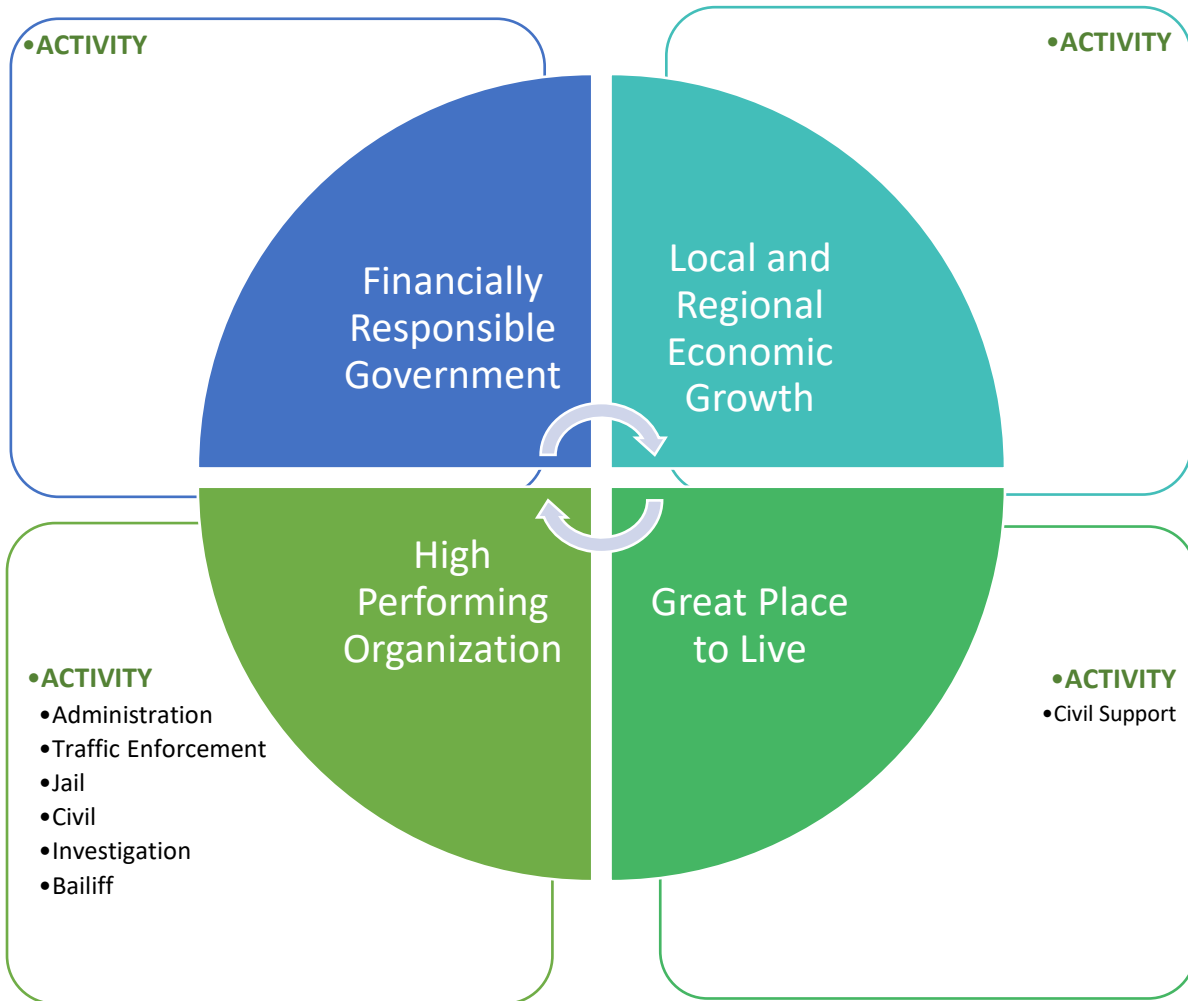 •ACTIVITY
•ACTIVITY
Financially
Responsible
Government
Local and
Regional
Economic
Growth
High
Performing
Organization
Great Place
to Live
•ACTIVITY
•Administration
•Traffic Enforcement
•Jail
•Civil
•Investigation
•Bailiff
•ACTIVITY
•Civil Support